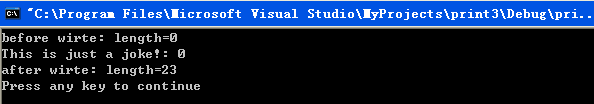 "C:\Program Files\Microsoft Visual Studio\MyProjects\print3\Debug\pri...
before wirte: length=0
This is just a joke!: 0
after wirte: length=23
Press any key to continue